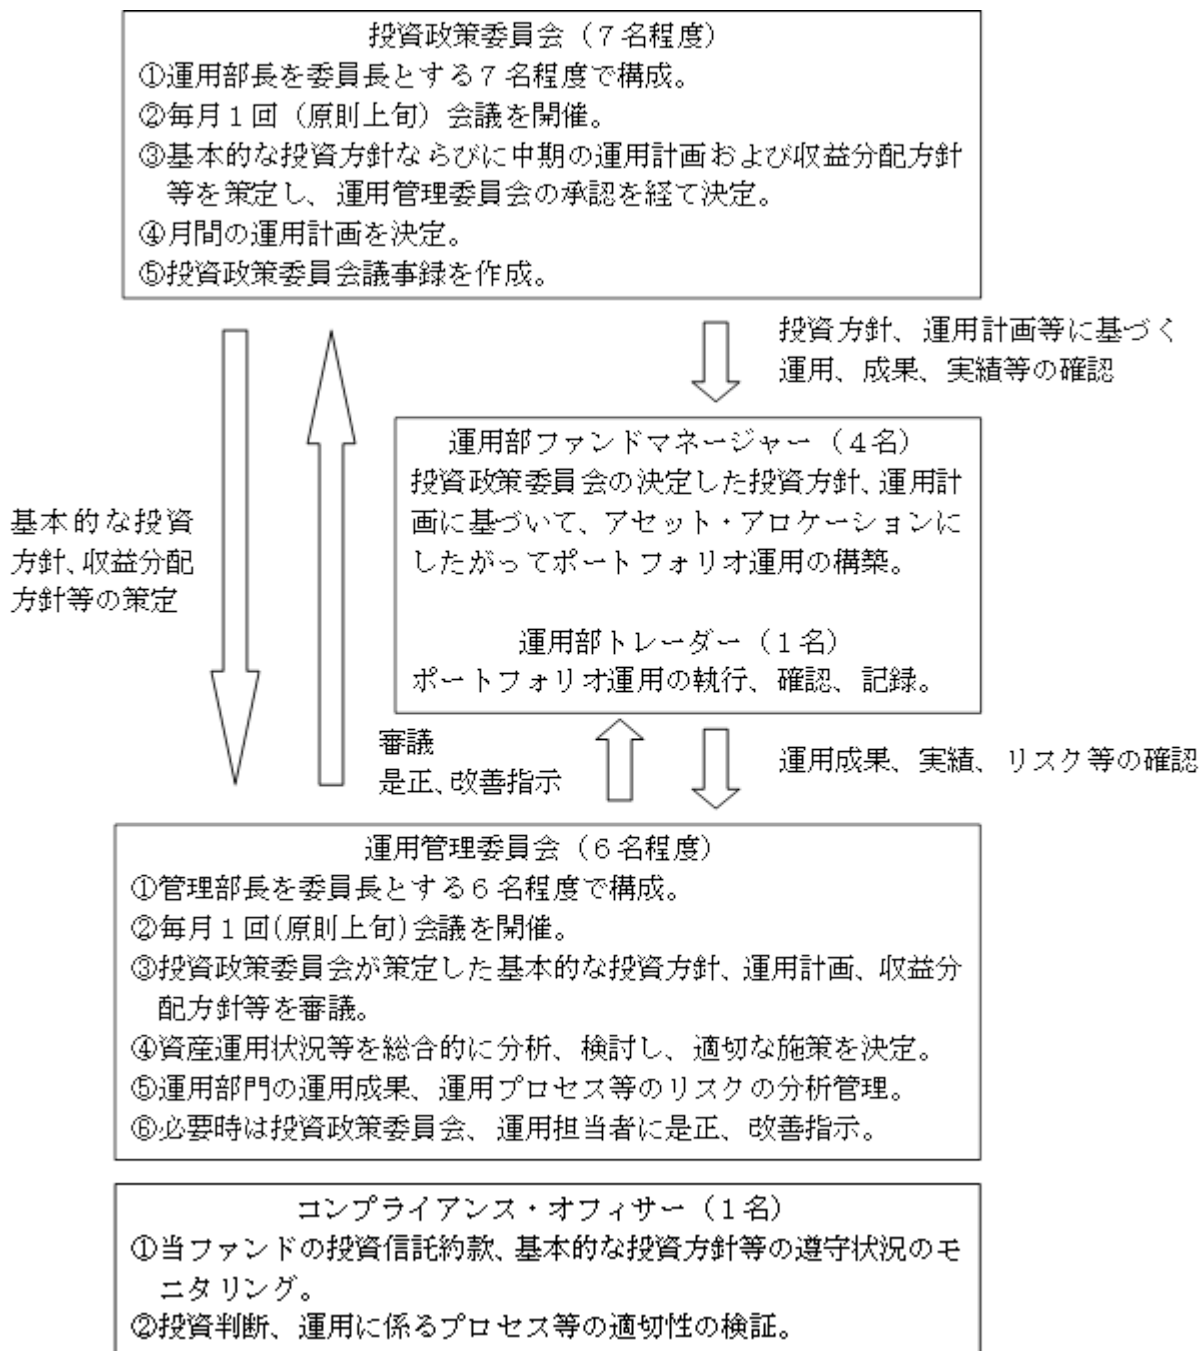 投資政策委員会（７名程度）
①運用部長を委員長とする７名程度で構成。
②毎月１回（原則上旬）会議を開催。
③基本的な投資方針ならびに中期の運用計画および収益分配方針
等を策定し、運用管理委員会の承認を経て決定。
④月間の運用計画を決定。
⑤投資政策委員会議事録を作成。
投資方針、運用計画等に基づく
運用、成果、実績等の確認
運用部ファンドマネージャー（４名）
投資政策委員会の決定した投資方針、運用計
画に基づいて、アセット・アロケーションに
したがってポートフォリオ運用の構築。
運用部トレーダー（１名）
ポートフォリオ運用の執行、確認、記録。
基本的な投資
方針、収益分配
方針等の策定
審議
是正、改善指示
運用成果、実績、リスク等の確認
運用管理委員会（６名程度）
①管理部長を委員長とする６名程度で構成。
②毎月１回(原則上旬)会議を開催。
③投資政策委員会が策定した基本的な投資方針、運用計画、収益分
配方針等を審議。
④資産運用状況等を総合的に分析、検討し、適切な施策を決定。
⑤運用部門の運用成果、運用プロセス等のリスクの分析管理。
⑥必要時は投資政策委員会、運用担当者に是正、改善指示。
コンプライアンス・オフィサー（１名）
①当ファンドの投資信託約款、基本的な投資方針等の遵守状況のモ
ニタリング。
②投資判断、運用に係るプロセス等の適切性の検証。